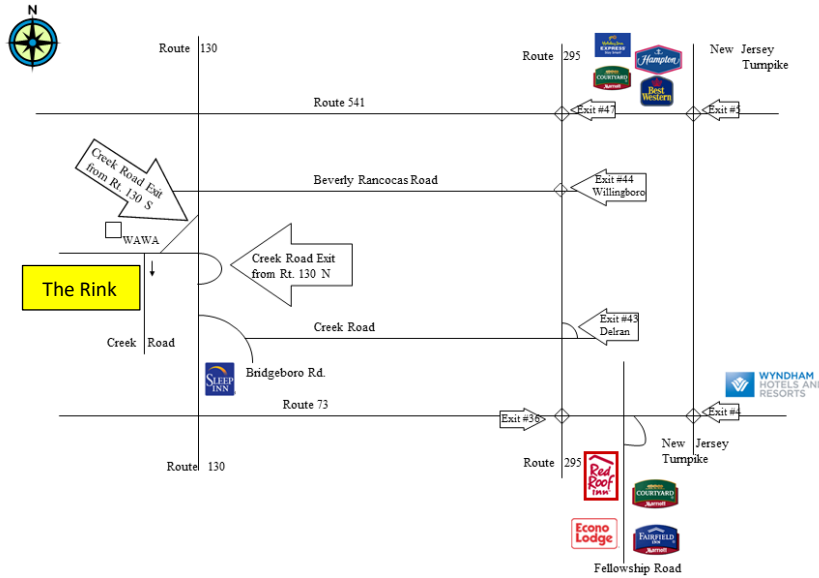 N
Route 130
Route 295
Holiday Inn
EXPRESS
Hampton
COURTYARD
Marriott
Best
Western
New Jersey
Turnpike
Route 541
Exit #47
Exit #5
Creek Road Exit
from Rt. 130 S
Beverly Rancocas Road
Exit #44
Willingboro
WAWA
Creek Road Exit
from Rt. 130 N
The Rink
Creek Road
Creek Road
Exit #43
Delran
SLEEP
INN
Bridgeboro Rd.
WYNDHAM
HOTELS AND
RESORTS
Route 73
Exit #36
Exit #4
New Jersey
Turnpike
Route 130
Route 295
Red
Roof
Inn
COURTYARD
Marriott
Econo
Lodge
FAIRFIELD
INN
Marriott
Fellowship Road